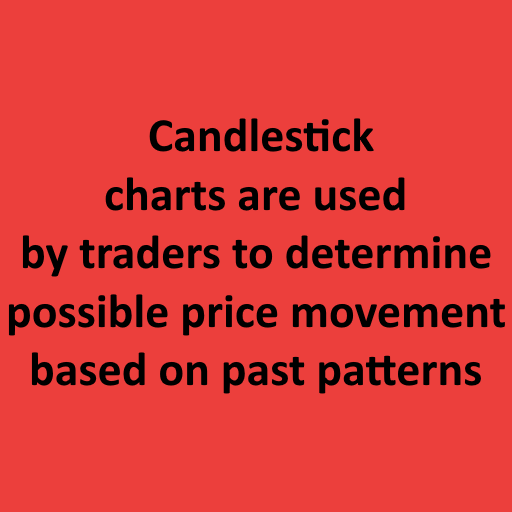 Candlestick
charts are used
by traders to determine
possible price movement
based on past patterns